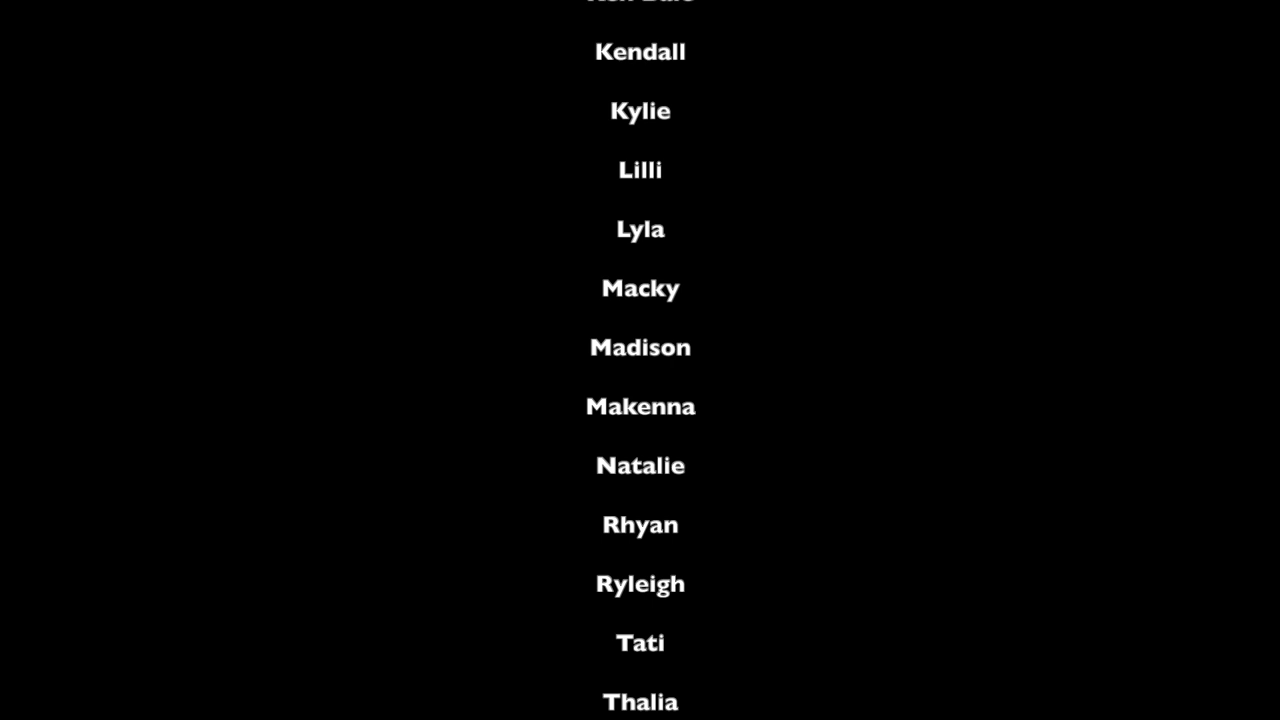 Kendall
Kylie
Lilli
Lyla
Macky
Madison
Makenna
Natalie
Rhyan
Ryleigh
Tati
Thalia